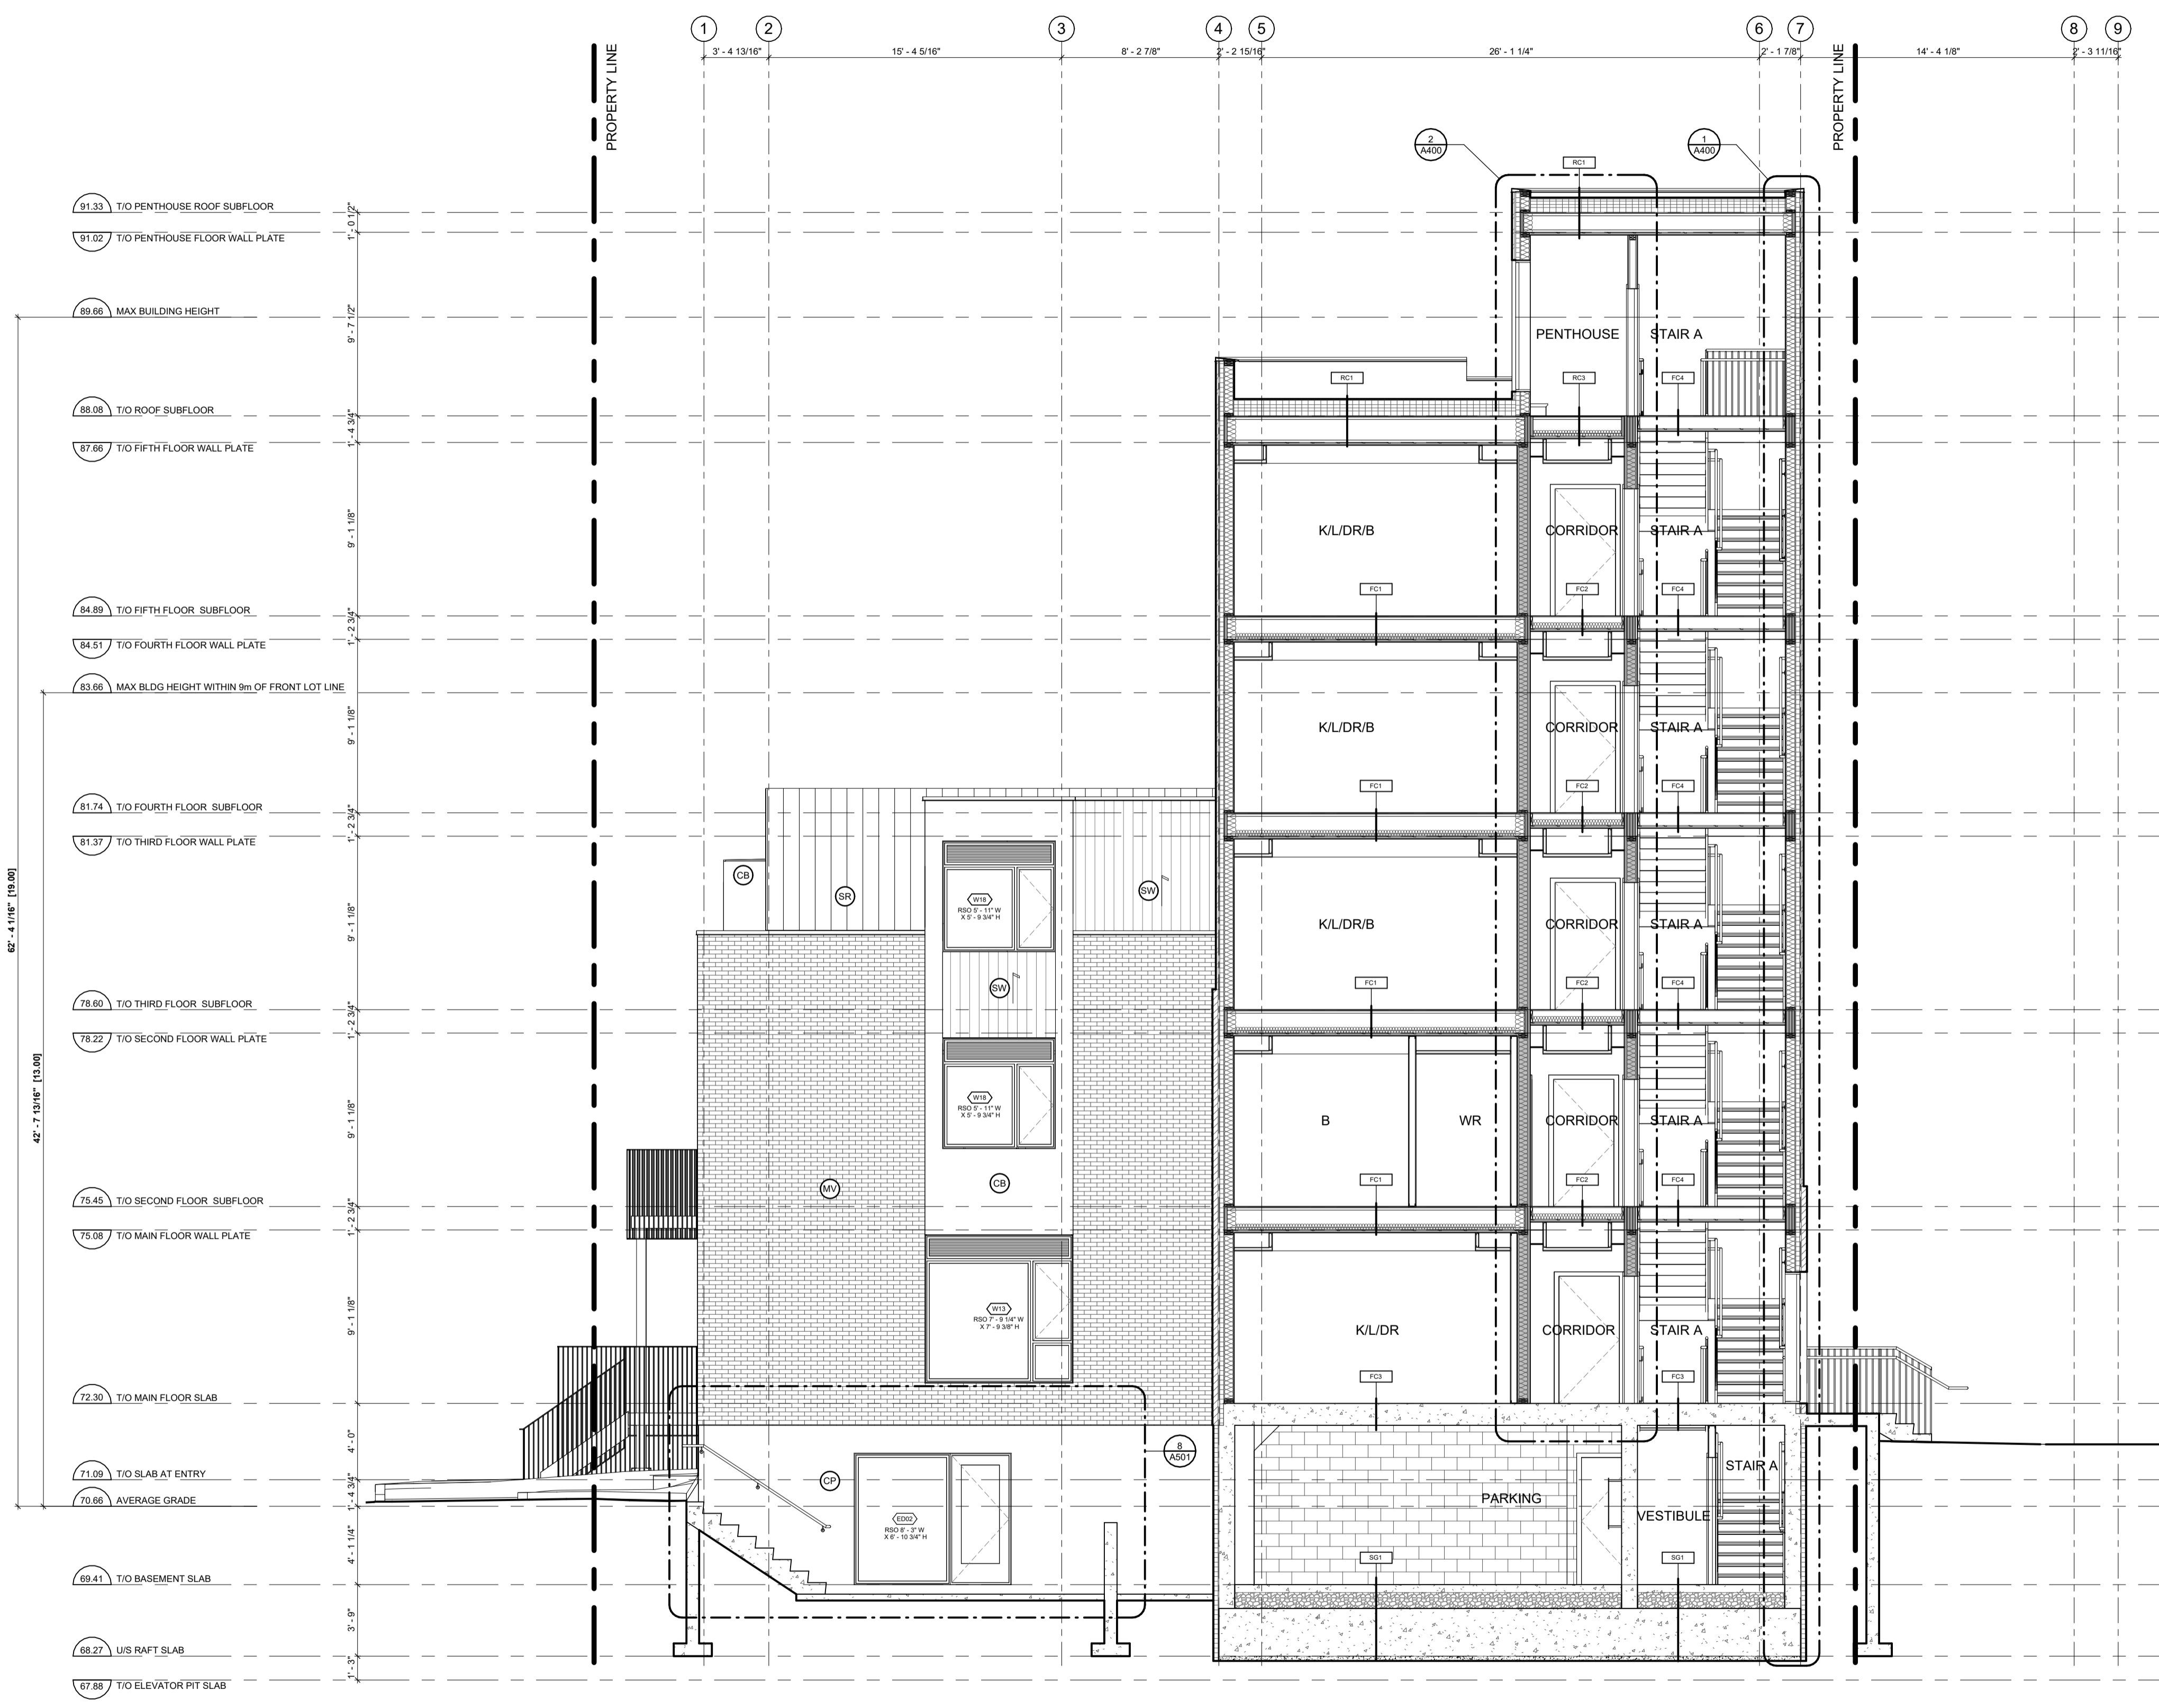 1 2 3 4 5 6 7 8 9
3' - 4 13/16" 15' - 4 5/16" 8' - 2 7/8" 2' - 2 15/16" 26' - 1 1/4" 2' - 1 7/8" 14' - 4 1/8" 2' - 3 11/16"
PROPERTY LINE
PROPERTY LINE
2
A400
1
A400
RC1
91.33 T/O PENTHOUSE ROOF SUBFLOOR
1' - 0 1/2"
91.02 T/O PENTHOUSE FLOOR WALL PLATE
9' - 7 1/2"
89.66 MAX BUILDING HEIGHT
PENTHOUSE STAIR A
RC1 RC3 FC4
88.08 T/O ROOF SUBFLOOR
1' - 4 3/4"
87.66 T/O FIFTH FLOOR WALL PLATE
9' - 1 1/8"
K/L/DR/B CORRIDOR STAIR A
FC1 FC2 FC4
84.89 T/O FIFTH FLOOR SUBFLOOR
1' - 2 3/4"
84.51 T/O FOURTH FLOOR WALL PLATE
83.66 MAX BLDG HEIGHT WITHIN 9m OF FRONT LOT LINE
9' - 1 1/8"
K/L/DR/B CORRIDOR STAIR A
FC1 FC2 FC4
81.74 T/O FOURTH FLOOR SUBFLOOR
1' - 2 3/4"
81.37 T/O THIRD FLOOR WALL PLATE
CB SR SW
W18
RSO 5' - 11" W
X 5' - 9 3/4" H
9' - 1 1/8"
K/L/DR/B CORRIDOR STAIR A
62' - 4 1/16" [19.00]
SW
FC1 FC2 FC4
78.60 T/O THIRD FLOOR SUBFLOOR
1' - 2 3/4"
78.22 T/O SECOND FLOOR WALL PLATE
42' - 7 13/16" [13.00]
W18
RSO 5' - 11" W
X 5' - 9 3/4" H
9' - 1 1/8"
B WR CORRIDOR STAIR A
MV CB
FC1 FC2 FC4
75.45 T/O SECOND FLOOR SUBFLOOR
1' - 2 3/4"
75.08 T/O MAIN FLOOR WALL PLATE
9' - 1 1/8"
W13
RSO 7' - 9 1/4" W
X 7' - 9 3/8" H
K/L/DR CORRIDOR STAIR A
FC3 FC3
72.30 T/O MAIN FLOOR SLAB
4' - 0"
8
A501
71.09 T/O SLAB AT ENTRY
1' - 4 3/4"
CP
STAIR A
70.66 AVERAGE GRADE
PARKING
VESTIBULE
ED02
RSO 8' - 3" W
X 6' - 10 3/4" H
4' - 1 1/4"
SG1 SG1
69.41 T/O BASEMENT SLAB
3' - 9"
68.27 U/S RAFT SLAB
1' - 3"
67.88 T/O ELEVATOR PIT SLAB